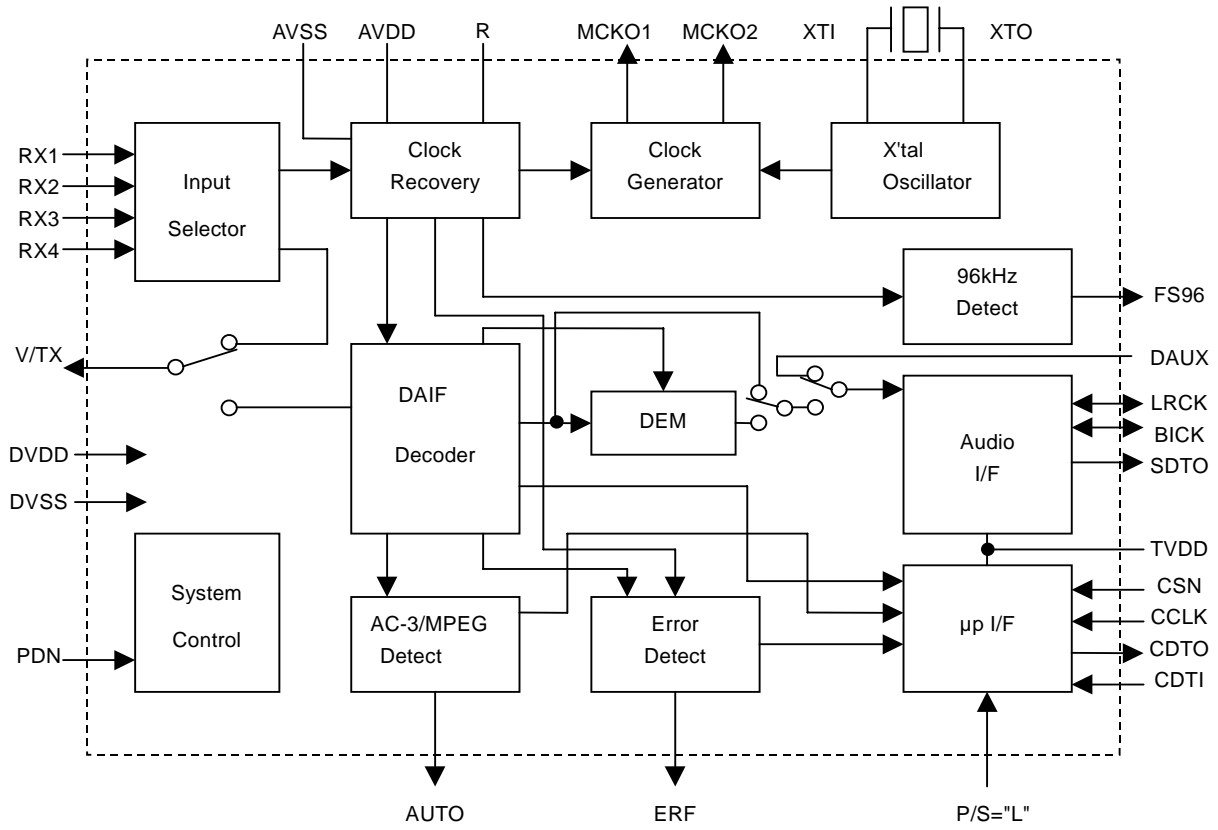 AVSS AVDD R MCKO1 MCKO2 XTI XTO
RX1
RX2
RX3
RX4
Input
Selector
Clock
Recovery
Clock
Generator
X'tal
Oscillator
96kHz
Detect
FS96
V/TX
DAUX
DAIF
Decoder
DEM
Audio
I/F
LRCK
BICK
SDTO
DVDD
DVSS
TVDD
System
Control
PDN
AC-3/MPEG
Detect
Error
Detect
µp I/F
CSN
CCLK
CDTO
CDTI
AUTO ERF P/S="L"